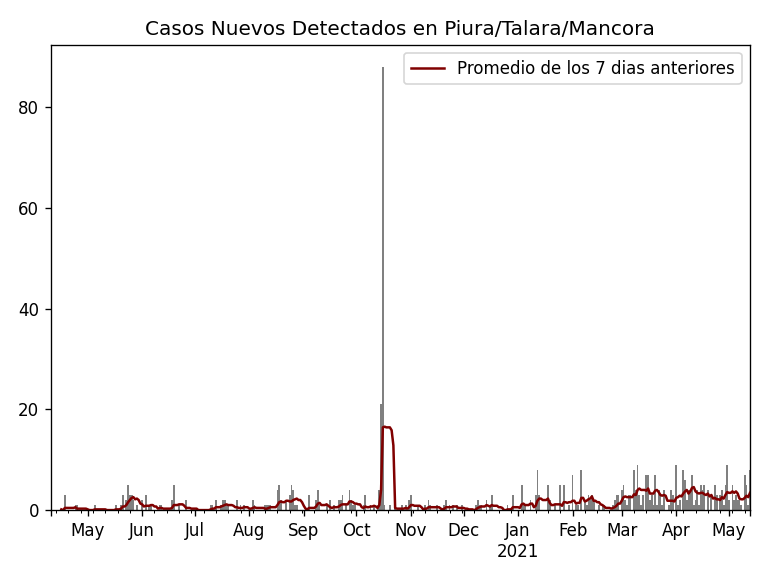 Casos Nuevos Detectados en Piura/Talara/Mancora
Promedio de los 7 dias anteriores
80
60
40
20
0
May Jun Jul Aug Sep Oct Nov Dec Jan Feb Mar Apr May
2021